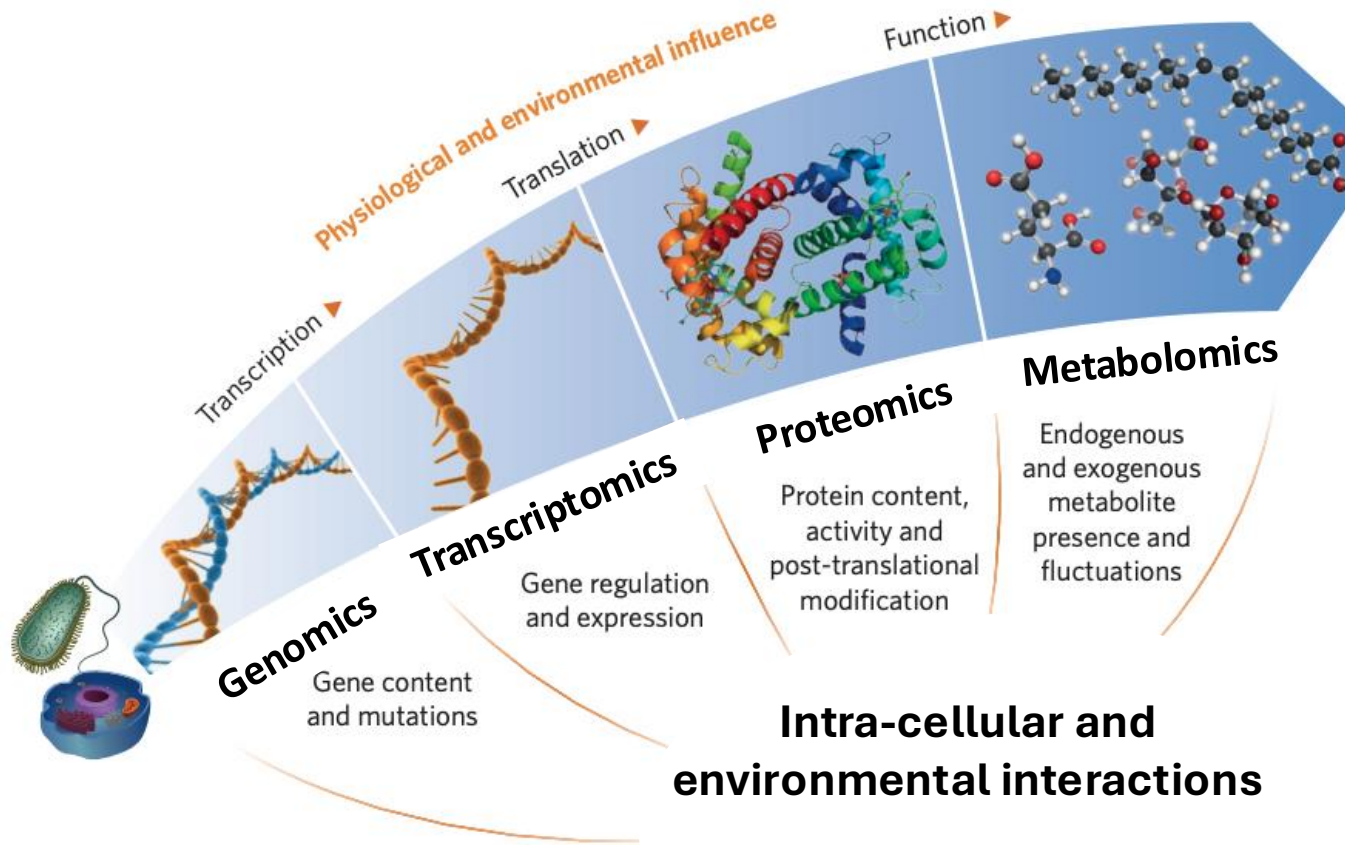 Physiological and environmental influence
Transcription
Translation
Function
Genomics
Gene content
and mutations
Transcriptomics
Gene regulation
and expression
Proteomics
Protein content,
activity and
post-translational
modification
Metabolomics
Endogenous
and exogenous
metabolite
presence and
fluctuations
Intra-cellular and
environmental interactions